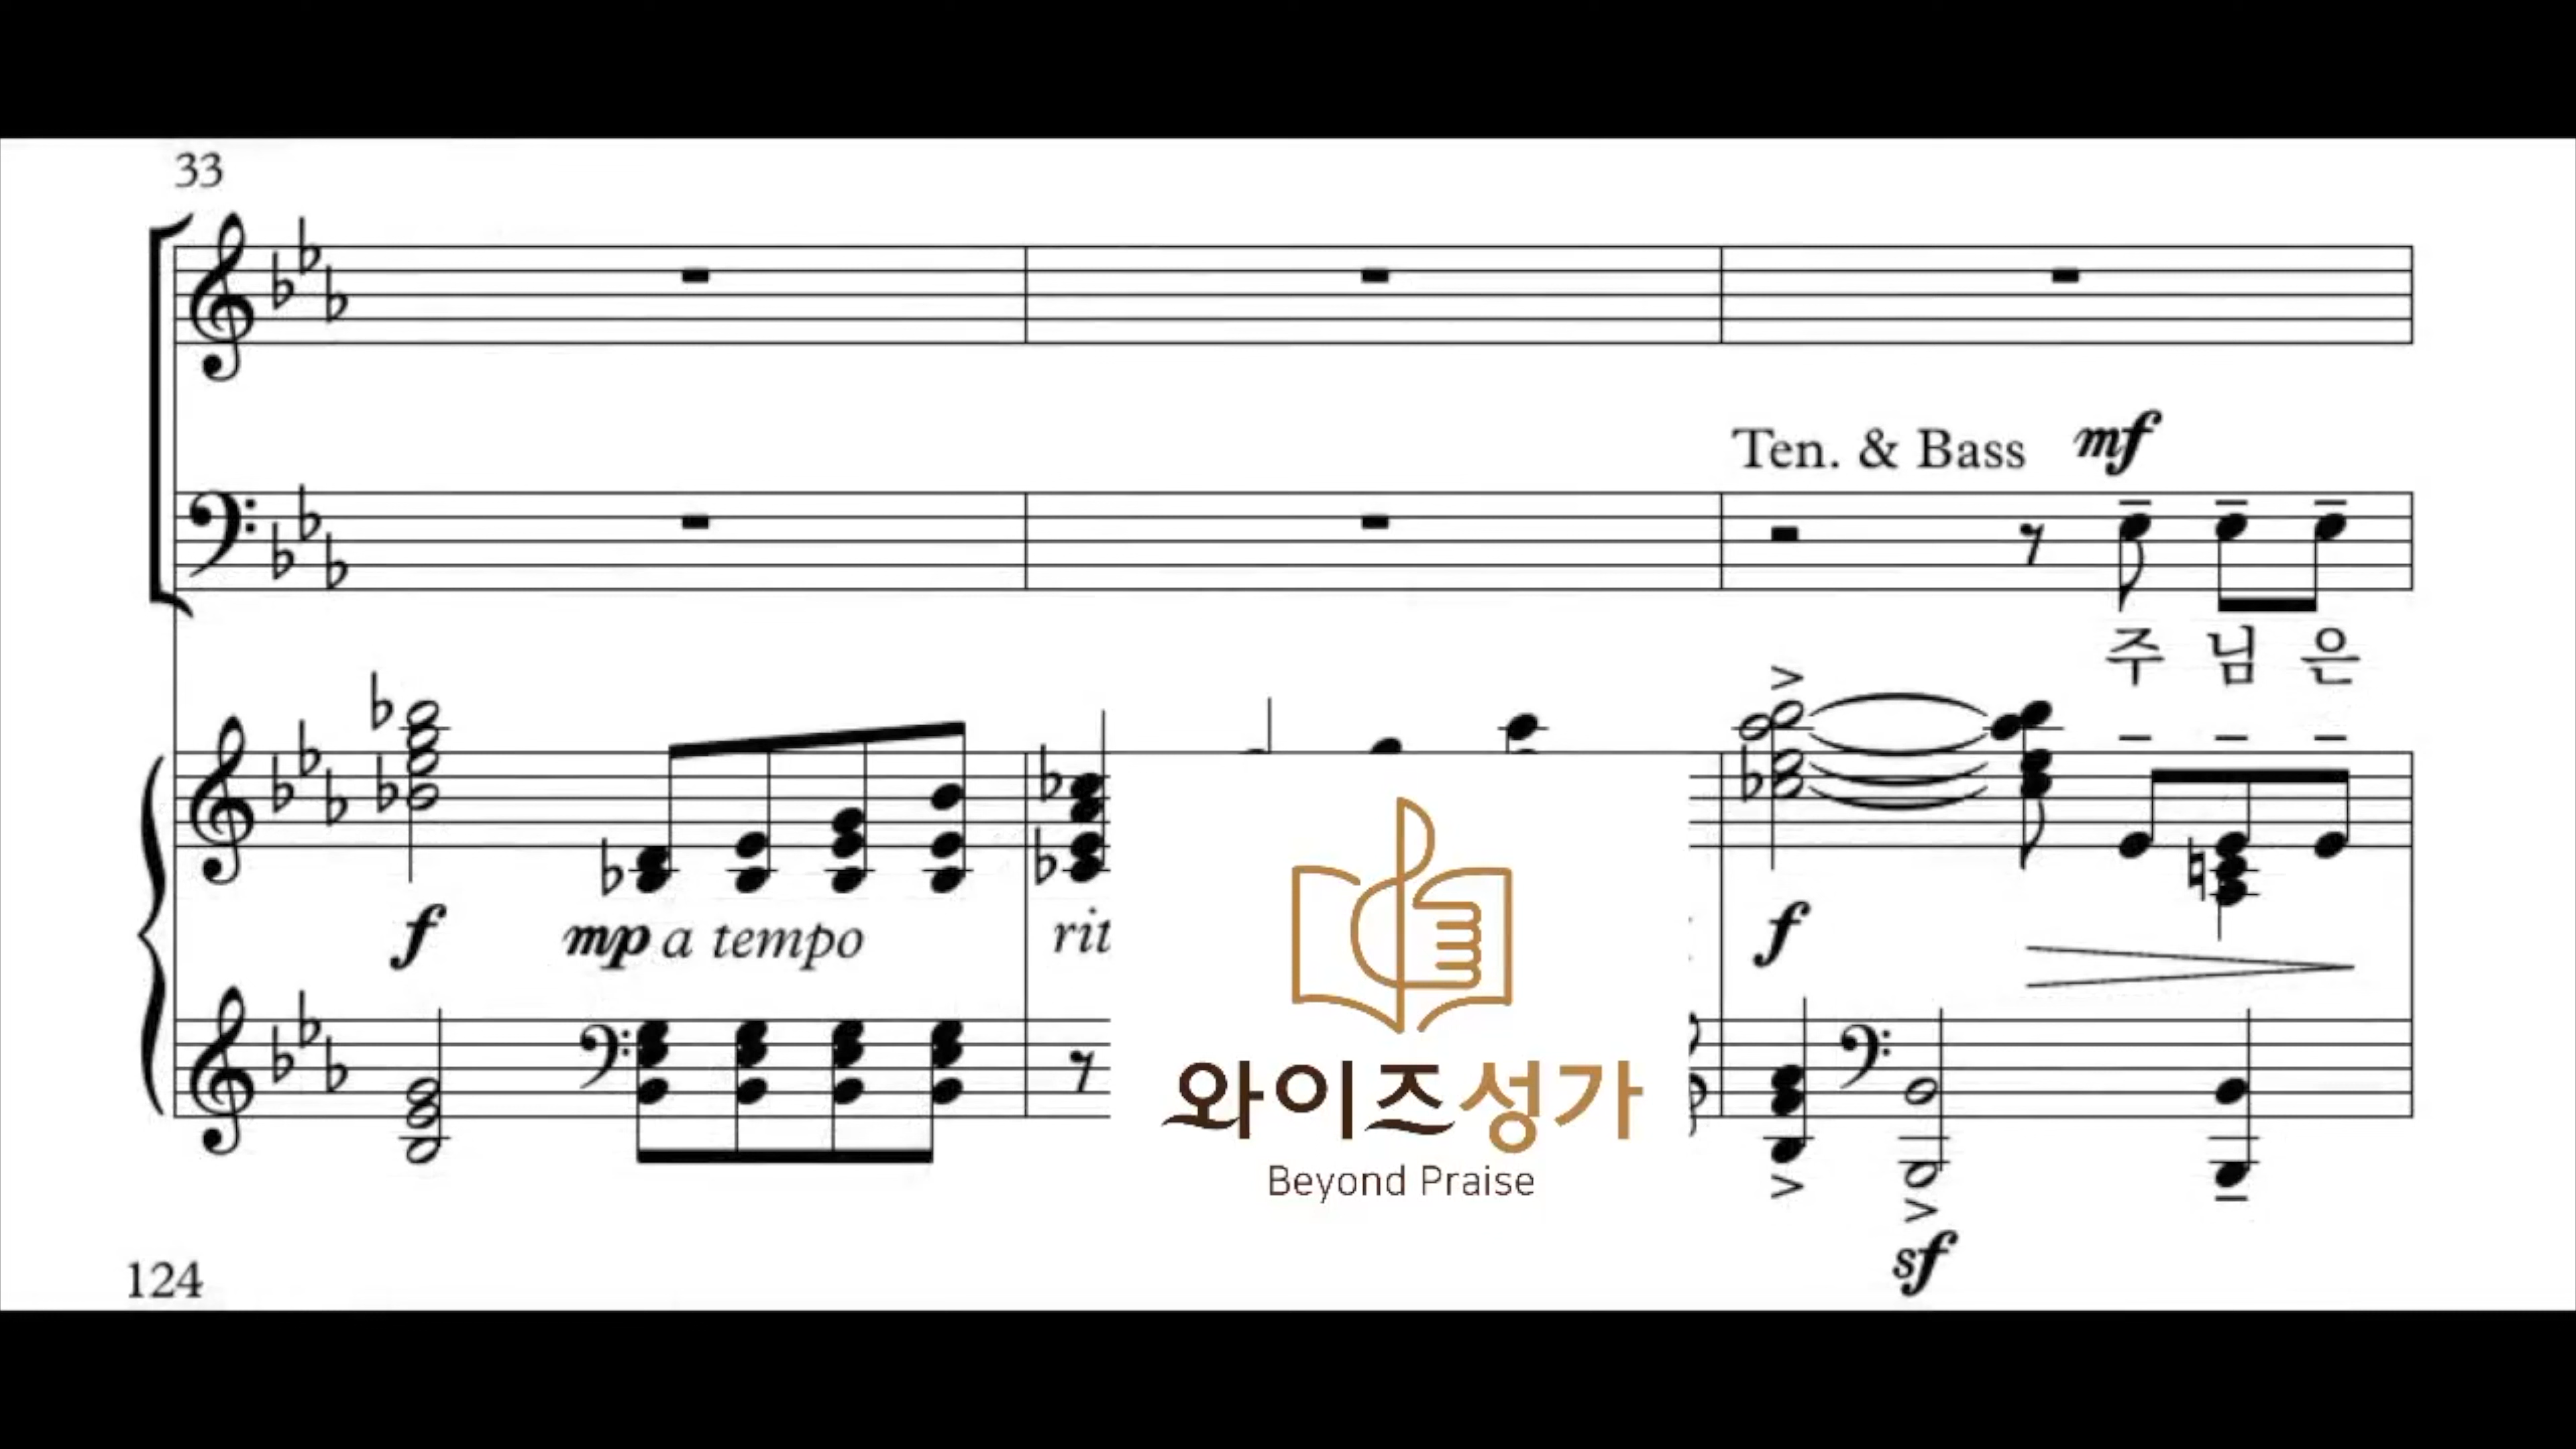 33
Ten. & Bass mf
주 님 은
f mp a tempo rit f
와이즈성가
Beyond Praise
sf
124